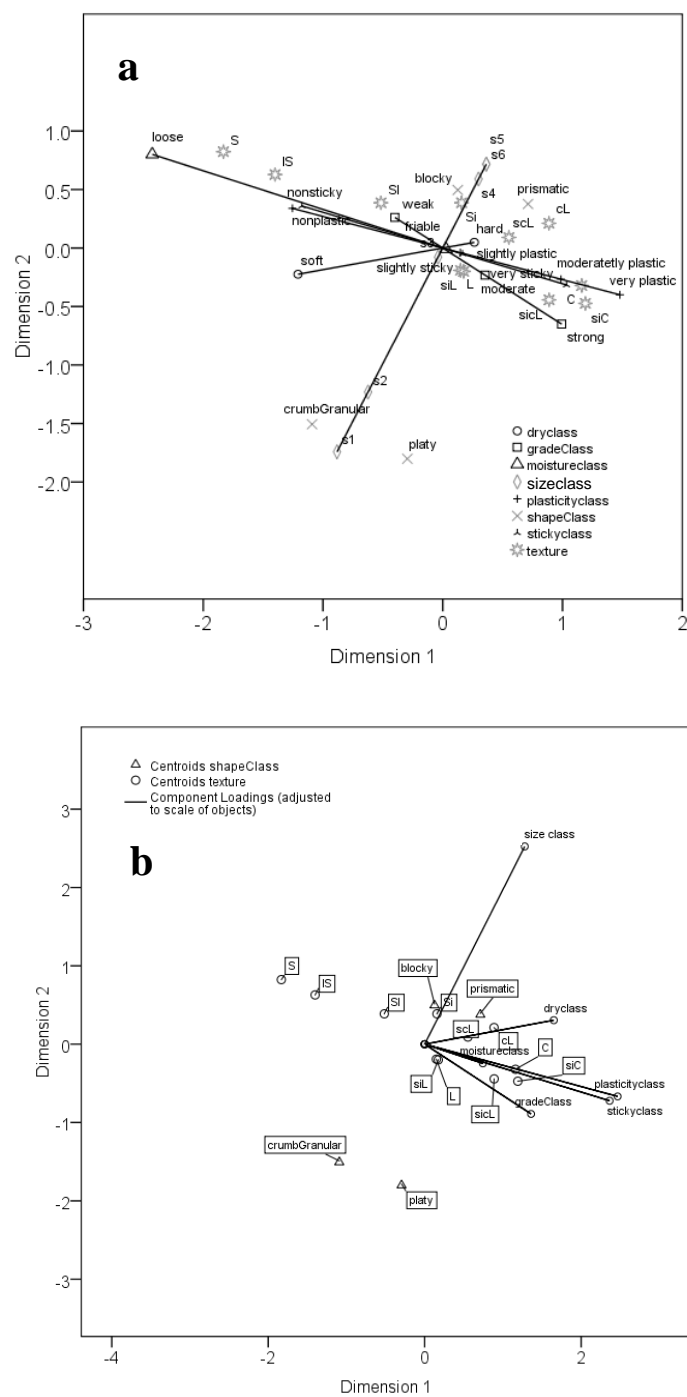 a
1.0
0.5
0.0
-0.5
-1.0
-1.5
-2.0
Dimension 2
loose
S
lS
nonsticky
nonplastic
soft
Sl
weak
friable
s3
slightly sticky
blocky
s5
s6
s4
Si
hard
prismatic
scL
cL
slightly plastic
moderatetly plastic
very plastic
very sticky
moderate
siL
L
sicL
C
siC
strong
s2
crumbGranular
s1
platy
dryclass
gradeClass
moistureclass
sizeclass
plasticityclass
shapeClass
stickyclass
texture
-3
-2
-1
0
1
2
Dimension 1
Centroids shapeClass
Centroids texture
Component Loadings (adjusted
to scale of objects)
b
3
2
1
0
-1
-2
-3
Dimension 2
size class
S
lS
Sl
blocky
Si
prismatic
dryclass
scL
cL
moistureclass
C
siC
plasticityclass
stickyclass
siL
L
sicL
gradeClass
crumbGranular
platy
-4
-2
0
2
Dimension 1